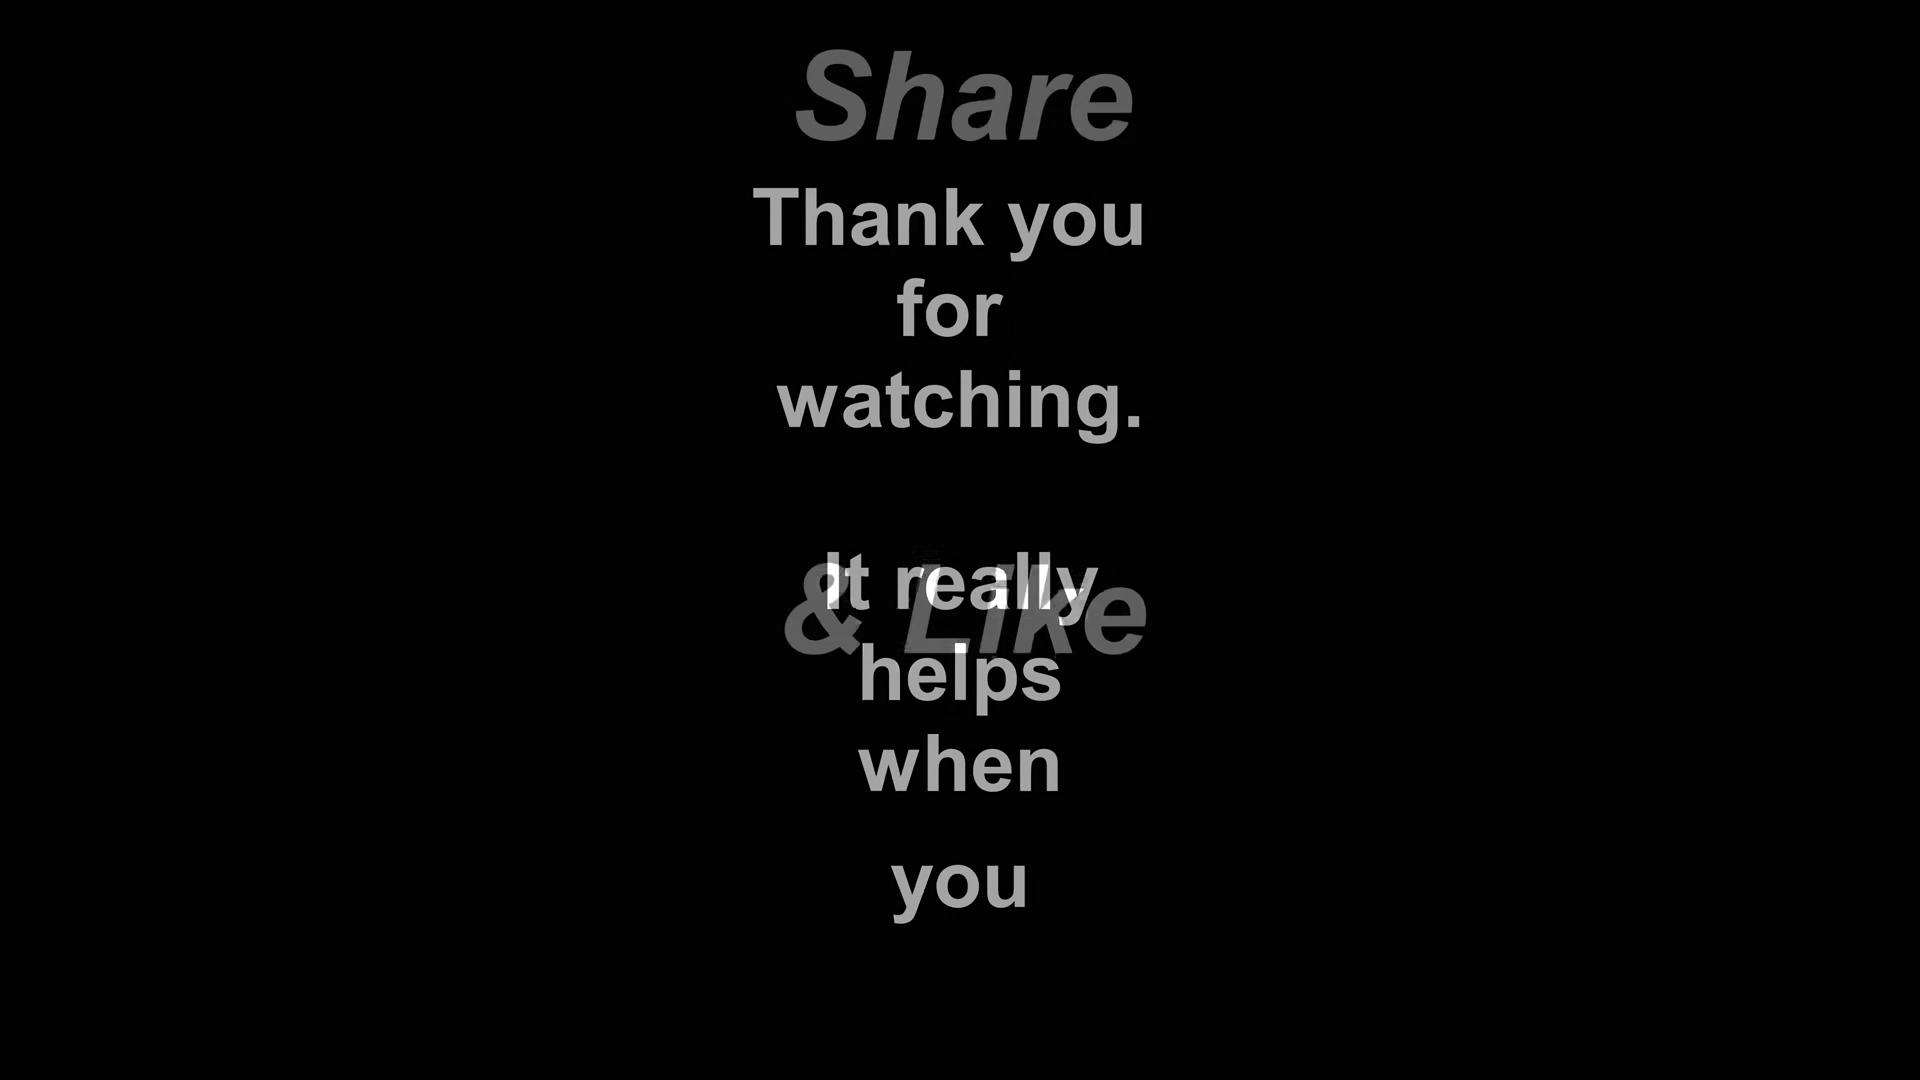 Share
Thank you
for
watching.
It really
& Like
helps
when
you